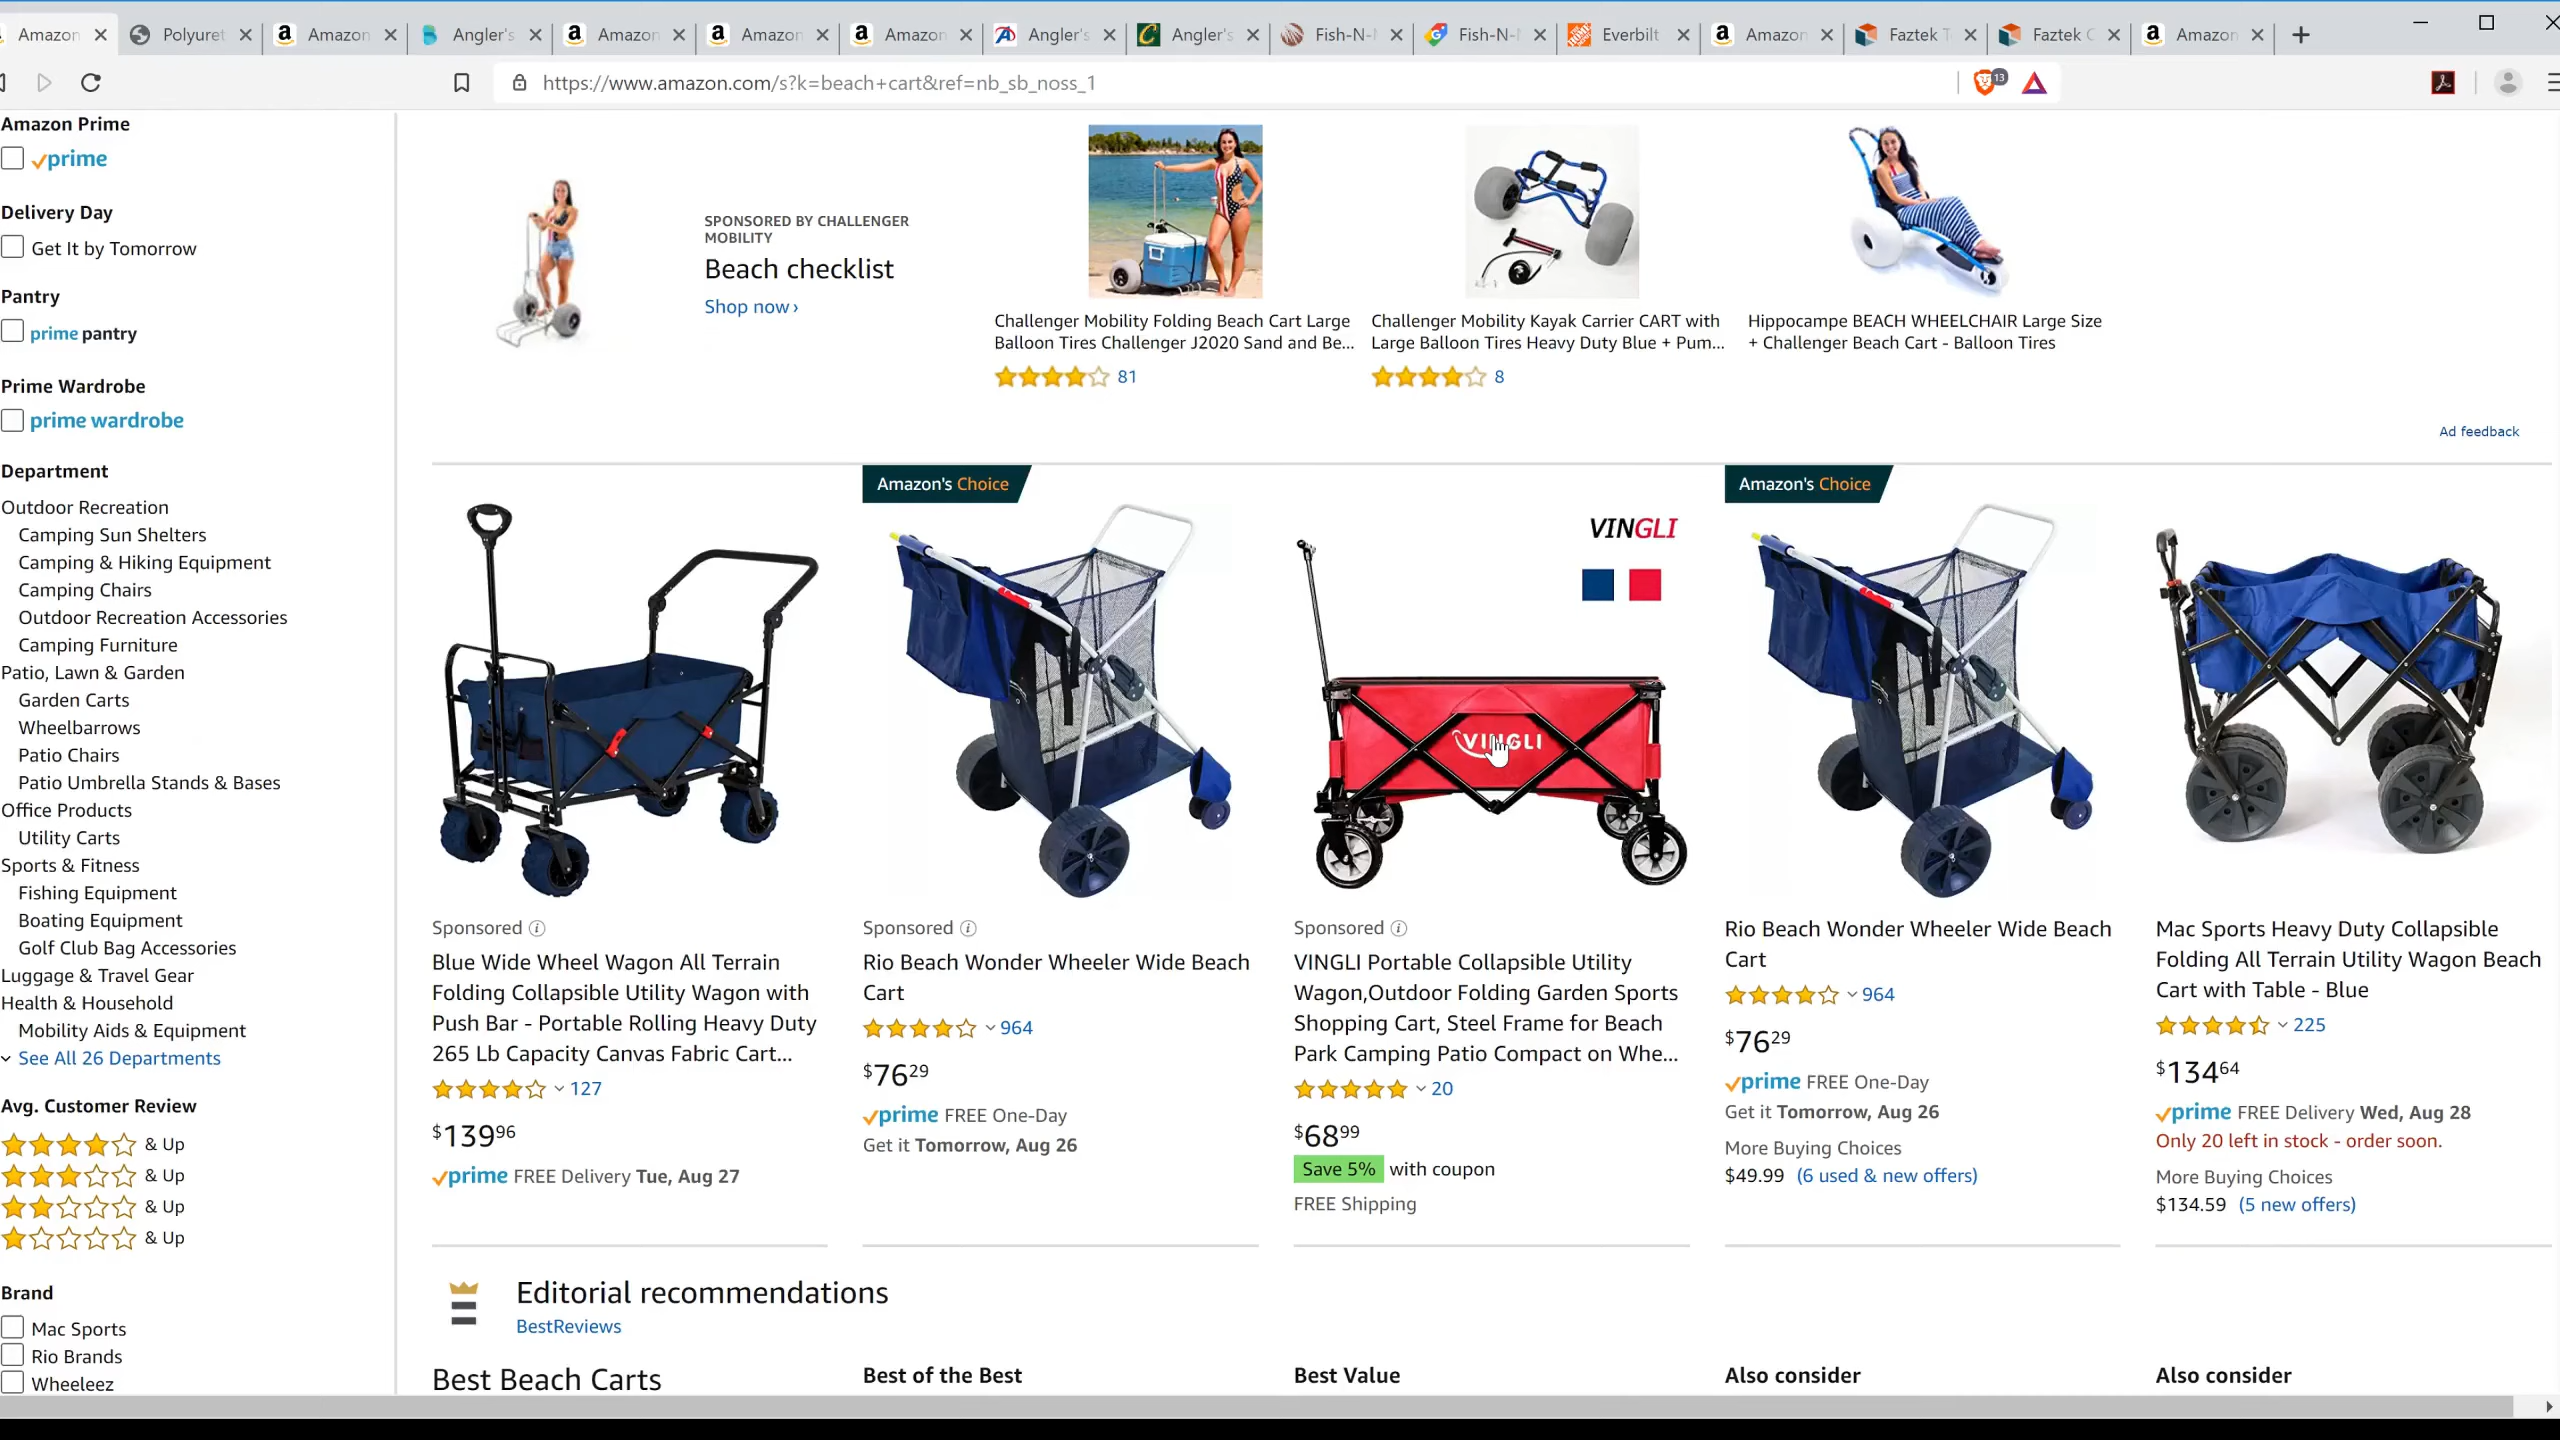 Amazon
Polyuret
Amazon
Angler's
Amazon
Amazon
Amazon
Angler's
Angler's
Fish-N-
Fish-N-
Everbilt
Amazon
Faztek
Faztek
Amazon
https://www.amazon.com/s?k=beach+cart&ref=nb_sb_noss_1
13
Amazon Prime
prime
Delivery Day
Get It by Tomorrow
Pantry
prime pantry
Prime Wardrobe
prime wardrobe
Department
Outdoor Recreation
Camping Sun Shelters
Camping & Hiking Equipment
Camping Chairs
Outdoor Recreation Accessories
Camping Furniture
Patio, Lawn & Garden
Garden Carts
Wheelbarrows
Patio Chairs
Patio Umbrella Stands & Bases
Office Products
Utility Carts
Sports & Fitness
Fishing Equipment
Boating Equipment
Golf Club Bag Accessories
Luggage & Travel Gear
Health & Household
Mobility Aids & Equipment
See All 26 Departments
Avg. Customer Review
& Up
& Up
& Up
& Up
Brand
Mac Sports
Rio Brands
Wheeleez
SPONSORED BY CHALLENGER
MOBILITY
Beach checklist
Shop now ›
Challenger Mobility Folding Beach Cart Large
Balloon Tires Challenger J2020 Sand and Be...
81
Challenger Mobility Kayak Carrier CART with
Large Balloon Tires Heavy Duty Blue + Pum...
8
Hippocampe BEACH WHEELCHAIR Large Size
+ Challenger Beach Cart - Balloon Tires
Ad feedback
Sponsored
Blue Wide Wheel Wagon All Terrain
Folding Collapsible Utility Wagon with
Push Bar - Portable Rolling Heavy Duty
265 Lb Capacity Canvas Fabric Cart...
127
$139 96
prime FREE Delivery Tue, Aug 27
Amazon's Choice
Sponsored
Rio Beach Wonder Wheeler Wide Beach
Cart
964
$76 29
prime FREE One-Day
Get it Tomorrow, Aug 26
VINGLI
VINGLI
Sponsored
VINGLI Portable Collapsible Utility
Wagon,Outdoor Folding Garden Sports
Shopping Cart, Steel Frame for Beach
Park Camping Patio Compact on Whe...
20
$68 99
Save 5% with coupon
FREE Shipping
Amazon's Choice
Rio Beach Wonder Wheeler Wide Beach
Cart
964
$76 29
prime FREE One-Day
Get it Tomorrow, Aug 26
More Buying Choices
$49.99 (6 used & new offers)
Mac Sports Heavy Duty Collapsible
Folding All Terrain Utility Wagon Beach
Cart with Table - Blue
225
$134 64
prime FREE Delivery Wed, Aug 28
Only 20 left in stock - order soon.
More Buying Choices
$134.59 (5 new offers)
Editorial recommendations
BestReviews
Best Beach Carts
Best of the Best
Best Value
Also consider
Also consider